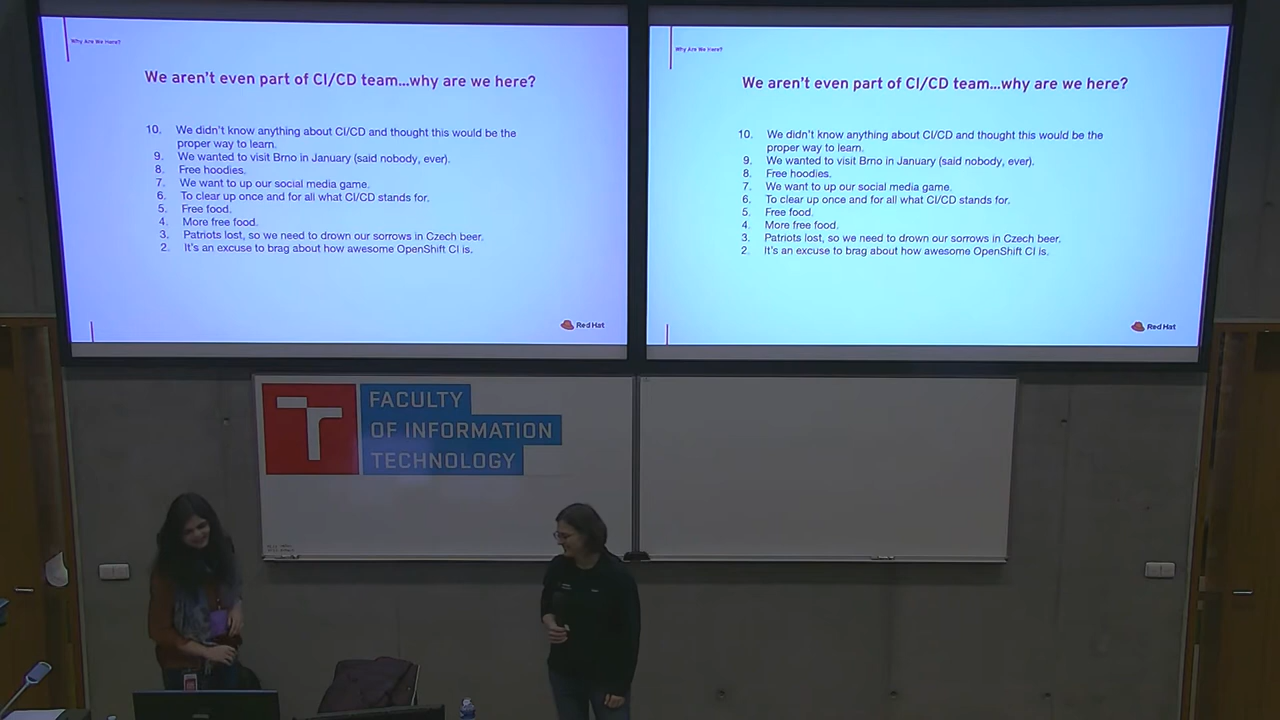 Why Are We Here?
We aren't even part of CI/CD team...why are we here?
10. We didn't know anything about CI/CD and thought this would be the
proper way to learn.
9. We wanted to visit Brno in January (said nobody, ever).
8. Free hoodies.
7. We want to up our social media game.
6. To clear up once and for all what CI/CD stands for.
5. Free food.
4. More free food.
3. Patriots lost, so we need to drown our sorrows in Czech beer.
2. It's an excuse to brag about how awesome OpenShift CI is.
Red Hat
Why Are We Here?
We aren't even part of CI/CD team...why are we here?
10. We didn't know anything about CI/CD and thought this would be the
proper way to learn.
9. We wanted to visit Brno in January (said nobody, ever).
8. Free hoodies.
7. We want to up our social media game.
6. To clear up once and for all what CI/CD stands for.
5. Free food.
4. More free food.
3. Patriots lost, so we need to drown our sorrows in Czech beer.
2. It's an excuse to brag about how awesome OpenShift CI is.
Red Hat
FACULTY
OF INFORMATION
TECHNOLOGY